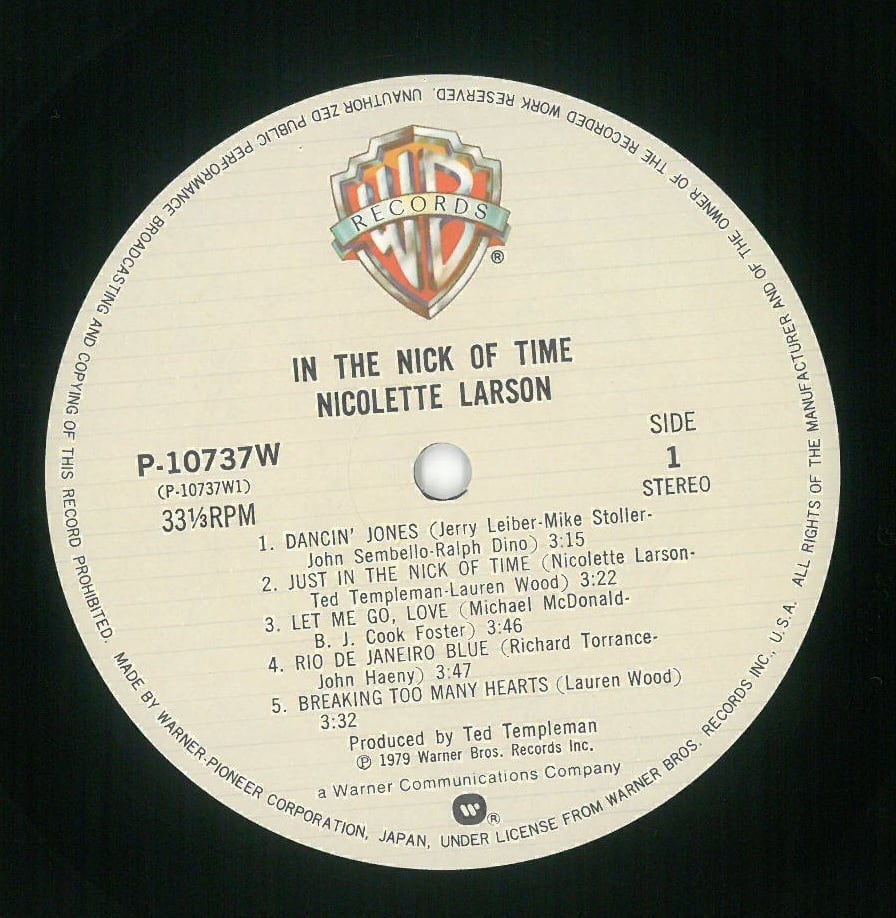 WB
RECORDS
®
IN THE NICK OF TIME
NICOLETTE LARSON
P-10737W
(P-10737W1)
33⅓RPM
SIDE
1
STEREO
1. DANCIN' JONES (Jerry Leiber-Mike Stoller-
John Sembello-Ralph Dino) 3:15
2. JUST IN THE NICK OF TIME (Nicolette Larson-
Ted Templeman-Lauren Wood) 3:22
3. LET ME GO, LOVE (Michael McDonald-
B. J. Cook Foster) 3:46
4. RIO DE JANEIRO BLUE (Richard Torrance-
John Haeny) 3:47
5. BREAKING TOO MANY HEARTS (Lauren Wood)
3:32
Produced by Ted Templeman
℗ 1979 Warner Bros. Records Inc.
a Warner Communications Company
®
MADE BY WARNER-PIONEER CORPORATION, JAPAN, UNDER LICENSE FROM WARNER BROS. RECORDS INC., U.S.A. ALL RIGHTS OF THE MANUFACTURER AND OF THE OWNER OF THE RECORDED WORK RESERVED. UNAUTHOR ZED PUBLIC PERFORMANCE BROADCASTING AND COPYING OF THIS RECORD PROHIBITED.